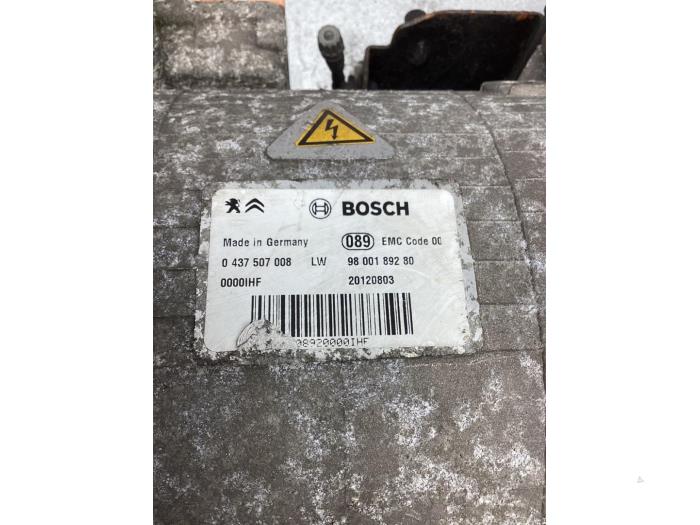 BOSCH
Made in Germany 089 EMC Code 00
0 437 507 008 LW 98 001 892 80
0000IHF 20120803
08920000IHF